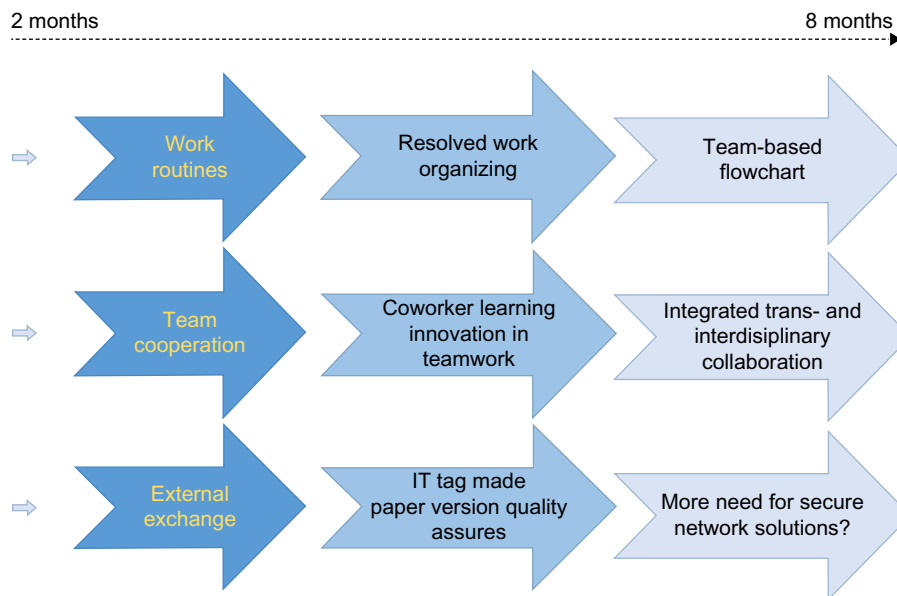 2 months
8 months
Work
routines
Resolved work
organizing
Team-based
flowchart
Team
cooperation
Coworker learning
innovation in
teamwork
Integrated trans- and
interdisiplinary
collaboration
External
exchange
IT tag made
paper version quality
assures
More need for secure
network solutions?